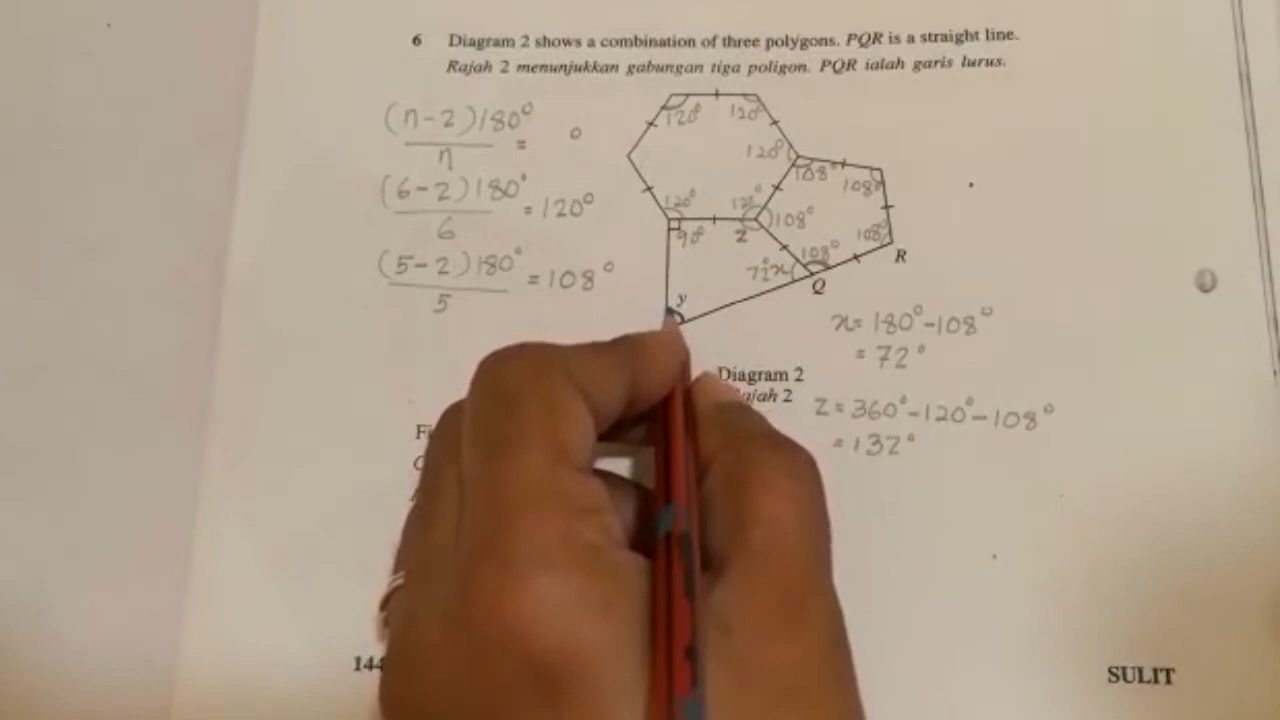 6 Diagram 2 shows a combination of three polygons. PQR is a straight line.
Rajah 2 menunjukkan gabungan tiga poligon. PQR ialah garis lurus.
(n-2)180°
n
= °
(6-2)180°
6
= 120°
(5-2)180°
5
= 108°
120° 120°
120°
108° 108°
120° 120° 108°
90° z 108° 108°
R
72° x
Q
y
x = 180° - 108°
= 72°
Diagram 2
z = 360° - 120° - 108°
= 132°
144
SULIT